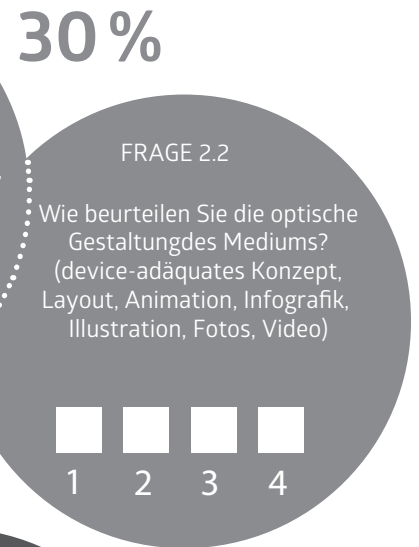 30 %
FRAGE 2.2
Wie beurteilen Sie die optische
Gestaltungdes Mediums?
(device-adäquates Konzept,
Layout, Animation, Infografik,
Illustration, Fotos, Video)
1 2 3 4